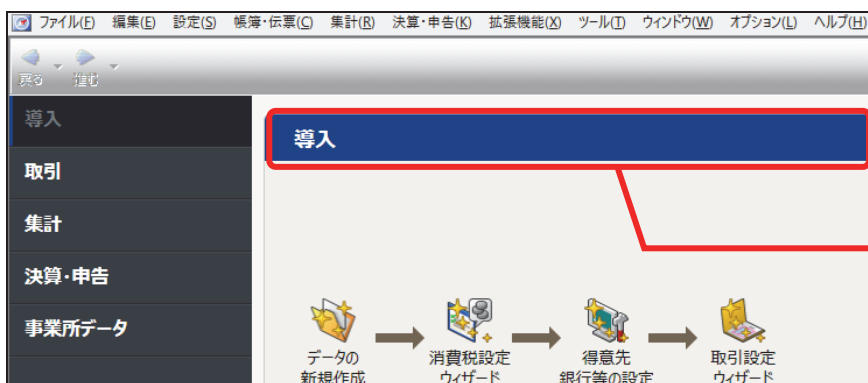 ファイル(F) 編集(E) 設定(S) 帳簿・伝票(C) 集計(R) 決算・申告(K) 拡張機能(X) ツール(T) ウィンドウ(W) オプション(L) ヘルプ(H)
戻る 進む
導入
取引
集計
決算・申告
事業所データ
導入
データの
新規作成
消費税設定
ウィザード
得意先
銀行等の設定
取引設定
ウィザード